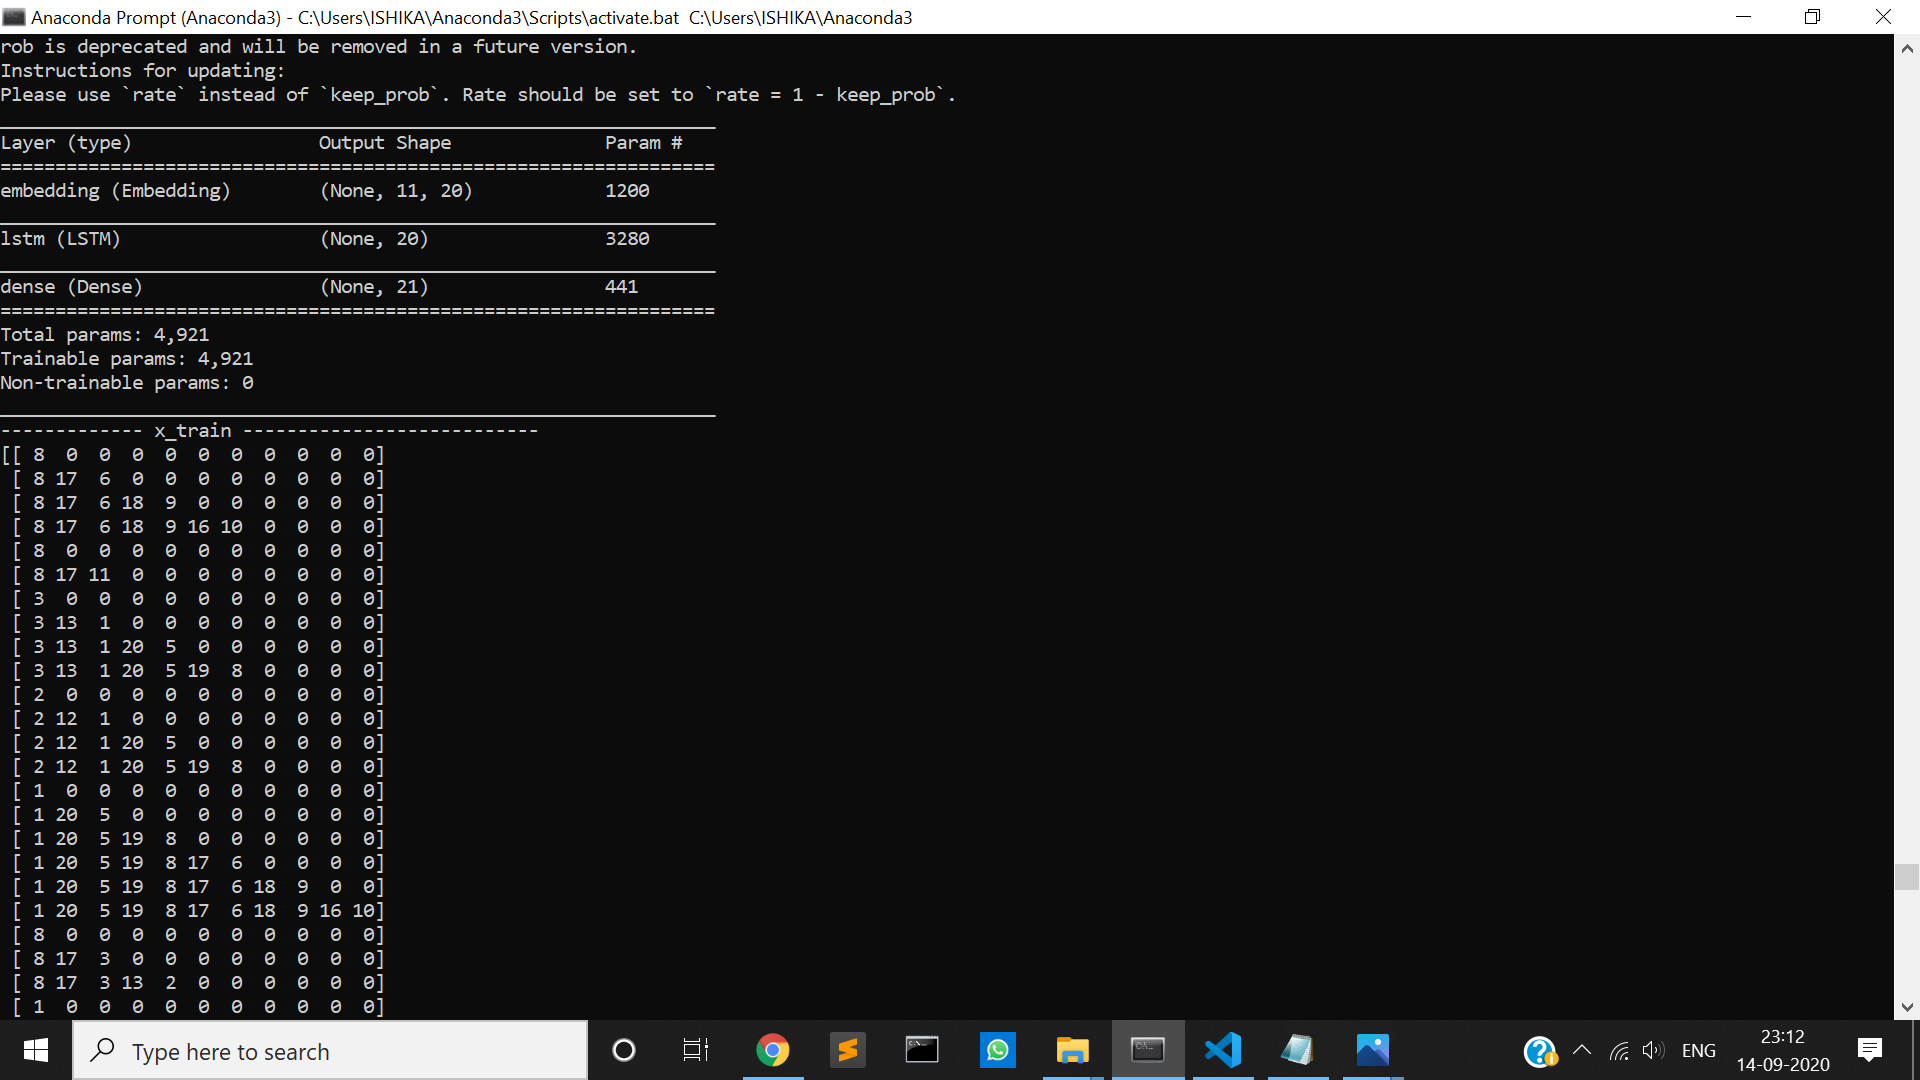 Anaconda Prompt (Anaconda3) - C:\Users\ISHIKA\Anaconda3\Scripts\activate.bat  C:\Users\ISHIKA\Anaconda3
rob is deprecated and will be removed in a future version.
Instructions for updating:
Please use `rate` instead of `keep_prob`. Rate should be set to `rate = 1 - keep_prob`.
_________________________________________________________________
Layer (type)                 Output Shape              Param #
=================================================================
embedding (Embedding)        (None, 11, 20)            1200
_________________________________________________________________
lstm (LSTM)                  (None, 20)                3280
_________________________________________________________________
dense (Dense)                (None, 21)                441
=================================================================
Total params: 4,921
Trainable params: 4,921
Non-trainable params: 0
_________________________________________________________________
------------- x_train ---------------------------
[[ 8  0  0  0  0  0  0  0  0  0  0]
 [ 8 17  6  0  0  0  0  0  0  0  0]
 [ 8 17  6 18  9  0  0  0  0  0  0]
 [ 8 17  6 18  9 16 10  0  0  0  0]
 [ 8  0  0  0  0  0  0  0  0  0  0]
 [ 8 17 11  0  0  0  0  0  0  0  0]
 [ 3  0  0  0  0  0  0  0  0  0  0]
 [ 3 13  1  0  0  0  0  0  0  0  0]
 [ 3 13  1 20  5  0  0  0  0  0  0]
 [ 3 13  1 20  5 19  8  0  0  0  0]
 [ 2  0  0  0  0  0  0  0  0  0  0]
 [ 2 12  1  0  0  0  0  0  0  0  0]
 [ 2 12  1 20  5  0  0  0  0  0  0]
 [ 2 12  1 20  5 19  8  0  0  0  0]
 [ 1  0  0  0  0  0  0  0  0  0  0]
 [ 1 20  5  0  0  0  0  0  0  0  0]
 [ 1 20  5 19  8  0  0  0  0  0  0]
 [ 1 20  5 19  8 17  6  0  0  0  0]
 [ 1 20  5 19  8 17  6 18  9  0  0]
 [ 1 20  5 19  8 17  6 18  9 16 10]
 [ 8  0  0  0  0  0  0  0  0  0  0]
 [ 8 17  3  0  0  0  0  0  0  0  0]
 [ 8 17  3 13  2  0  0  0  0  0  0]
 [ 1  0  0  0  0  0  0  0  0  0  0]
Type here to search
ENG
23:12
14-09-2020